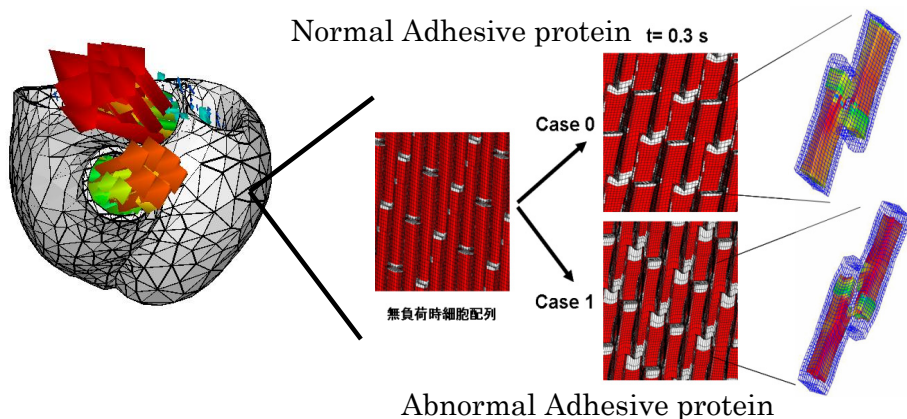 Normal Adhesive protein
t= 0.3 s
Case 0
Case 1
無負荷時細胞配列
Abnormal Adhesive protein